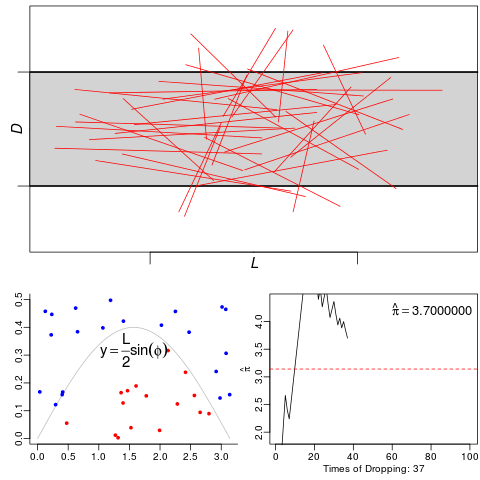 D
L
0.5
0.4
0.3
0.2
0.1
0.0
y = L/2 sin(ϕ)
0.0 0.5 1.0 1.5 2.0 2.5 3.0
π̂ = 3.7000000
4.0
3.5
π̂
3.0
2.5
2.0
0 20 40 60 80 100
Times of Dropping: 37